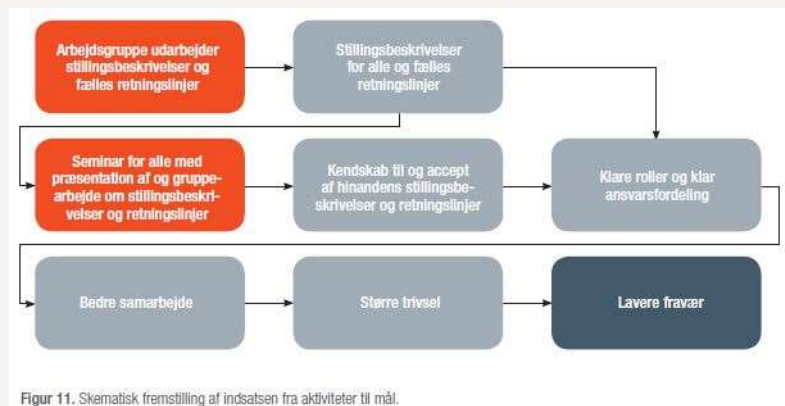 Arbejdsgruppe udarbejder
stillingsbeskrivelser og
fælles retningslinjer
Stillingsbeskrivelser
for alle og fælles
retningslinjer
Seminar for alle med
præsentation af og gruppe-
arbejde om stillingsbeskri-
velser og retningslinjer
Kendskab til og accept
af hinandens stillingsbe-
skrivelser og retningslinjer
Klare roller og klar
ansvarsfordeling
Bedre samarbejde
Større trivsel
Lavere fravær
Figur 11. Skematisk fremstilling af indsatsen fra aktiviteter til mål.